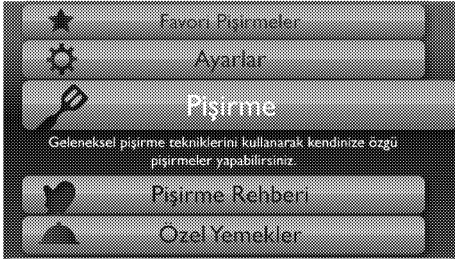 Favori Pişirmeler
Ayarlar
Pişirme
Geleneksel pişirme tekniklerini kullanarak kendinize özgü
pişirmeler yapabilirsiniz.
Pişirme Rehberi
Özel Yemekler